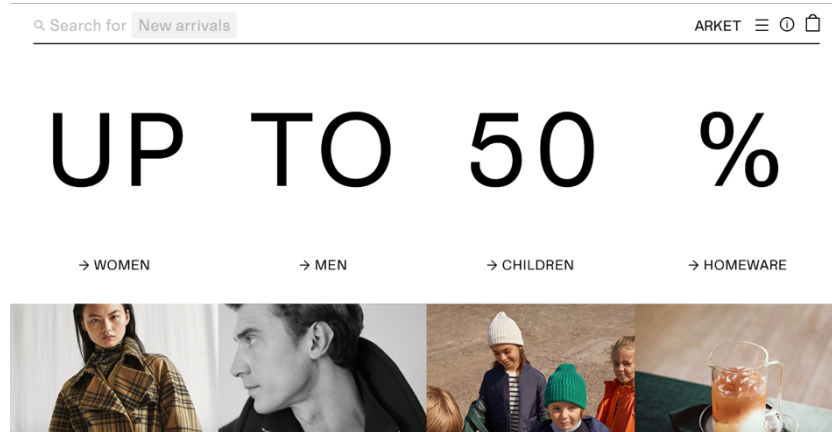 Search for New arrivals
ARKET
UP TO 50 %
→ WOMEN
→ MEN
→ CHILDREN
→ HOMEWARE